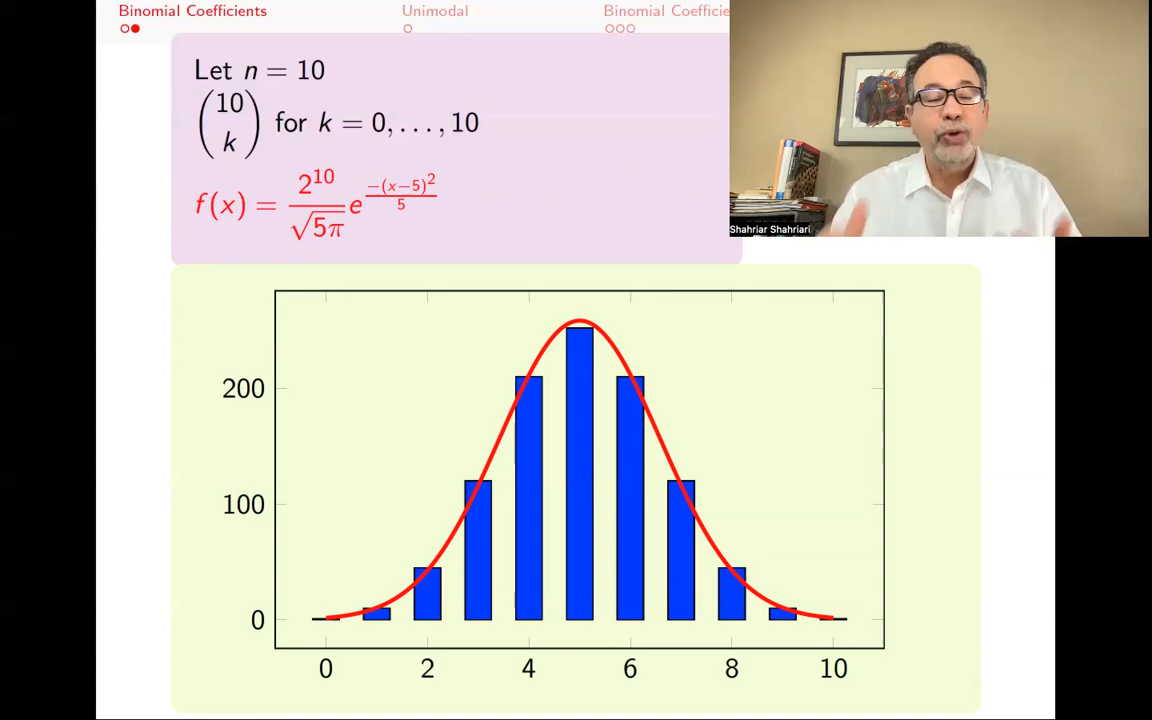 Binomial Coefficients Unimodal Binomial Coefficie
Let n = 10
(10 k) for k = 0, . . . , 10
f(x) = 2^10/√5π e^(−(x−5)^2/5)
Shahriar Shahriari
200
100
0
0 2 4 6 8 10